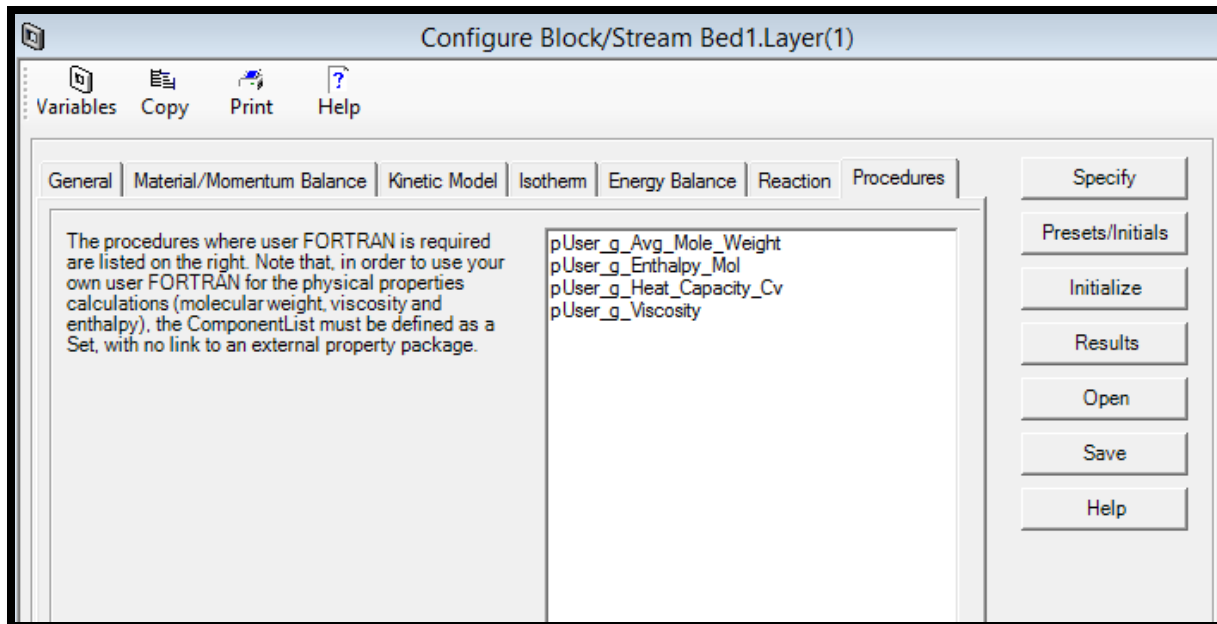 Configure Block/Stream Bed1.Layer(1)
Variables Copy Print Help
General Material/Momentum Balance Kinetic Model Isotherm Energy Balance Reaction Procedures
The procedures where user FORTRAN is required
are listed on the right. Note that, in order to use your
own user FORTRAN for the physical properties
calculations (molecular weight, viscosity and
enthalpy), the ComponentList must be defined as a
Set, with no link to an external property package.
pUser_g_Avg_Mole_Weight
pUser_g_Enthalpy_Mol
pUser_g_Heat_Capacity_Cv
pUser_g_Viscosity
Specify
Presets/Initials
Initialize
Results
Open
Save
Help